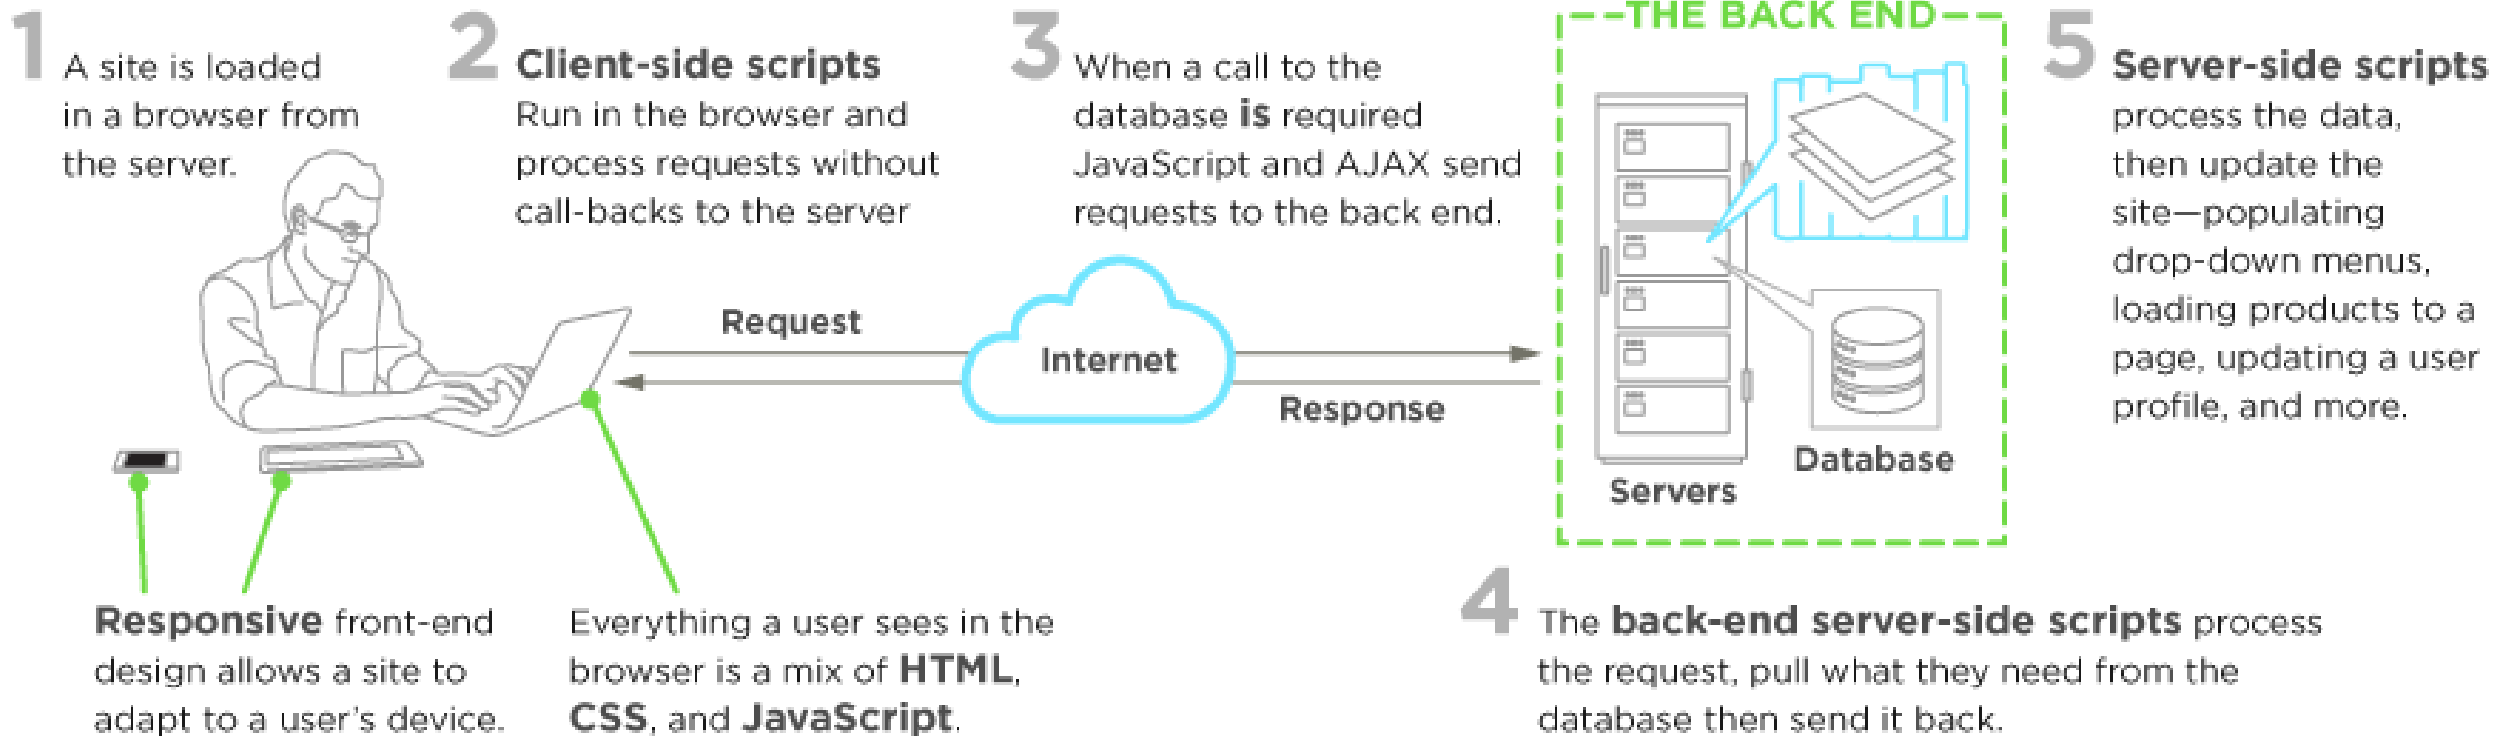 1
A site is loaded
in a browser from
the server.
2
Client-side scripts
Run in the browser and
process requests without
call-backs to the server
3
When a call to the
database is required
JavaScript and AJAX send
requests to the back end.
THE BACK END
Servers
Database
5
Server-side scripts
process the data,
then update the
site—populating
drop-down menus,
loading products to a
page, updating a user
profile, and more.
Request
Internet
Response
Responsive front-end
design allows a site to
adapt to a user's device.
Everything a user sees in the
browser is a mix of HTML,
CSS, and JavaScript.
4
The back-end server-side scripts process
the request, pull what they need from the
database then send it back.